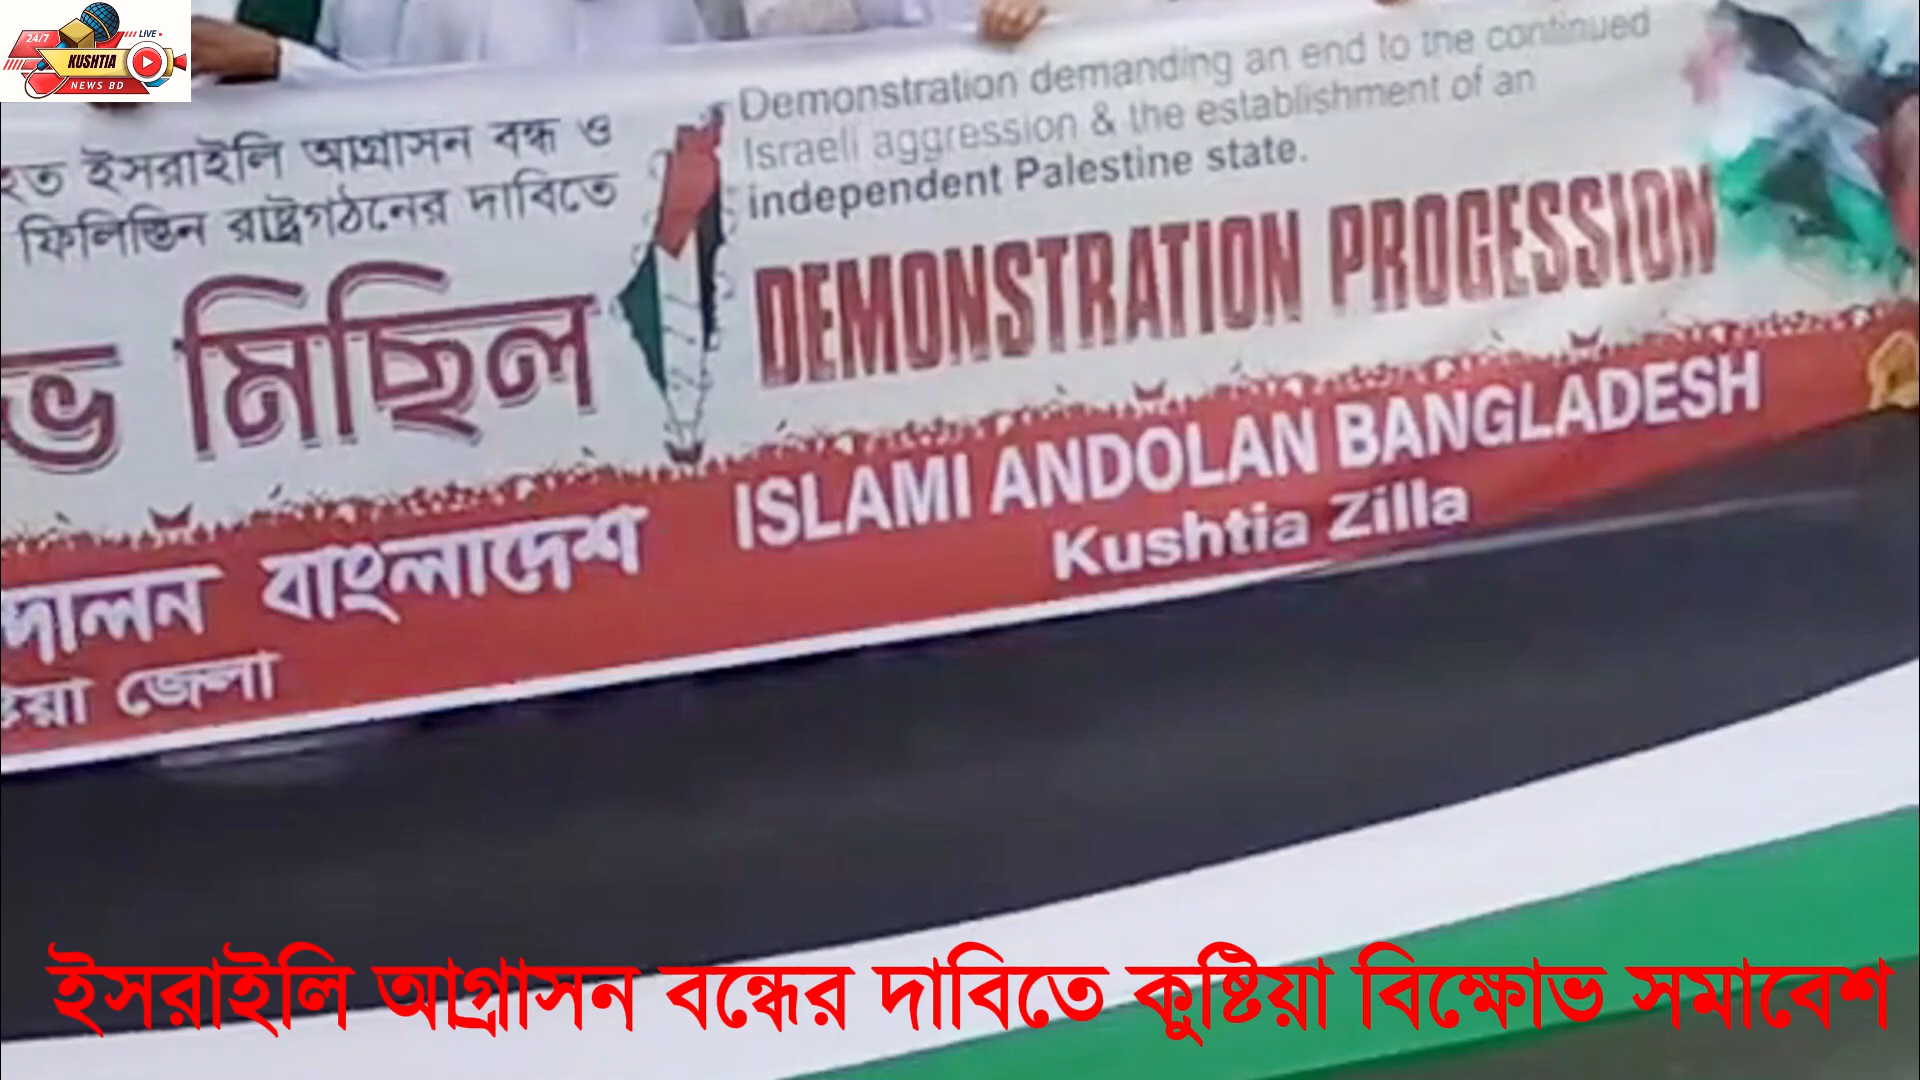 24/7
LIVE
KUSHTIA
NEWS BD
ইসরাইলি আগ্রাসন বন্ধ ও
ফিলিস্তিন রাষ্ট্রগঠনের দাবিতে
মিছিল
বাংলাদেশ
জেলা
Demonstration demanding an end to the continued
Israeli aggression & the establishment of an
independent Palestine state.
DEMONSTRATION PROCESSION
ISLAMI ANDOLAN BANGLADESH
Kushtia Zilla
ইসরাইলি আগ্রাসন বন্ধের দাবিতে কুষ্টিয়া বিক্ষোভ সমাবেশ